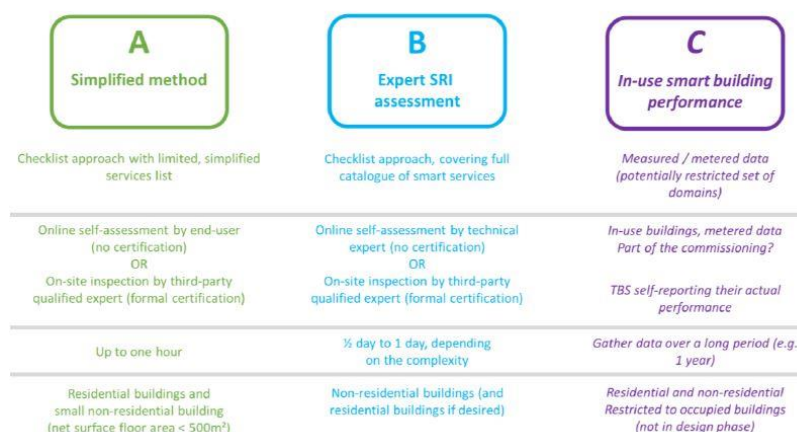 A
Simplified method
B
Expert SRI
assessment
C
In-use smart building
performance
Checklist approach with limited, simplified
services list
Checklist approach, covering full
catalogue of smart services
Measured / metered data
(potentially restricted set of
domains)
Online self-assessment by end-user
(no certification)
OR
On-site inspection by third-party
qualified expert (formal certification)
Online self-assessment by technical
expert (no certification)
OR
On-site inspection by third-party
qualified expert (formal certification)
In-use buildings, metered data
Part of the commissioning?
TBS self-reporting their actual
performance
Up to one hour
½ day to 1 day, depending
on the complexity
Gather data over a long period (e.g.
1 year)
Residential buildings and
small non-residential building
(net surface floor area < 500m²)
Non-residential buildings (and
residential buildings if desired)
Residential and non-residential
Restricted to occupied buildings
(not in design phase)